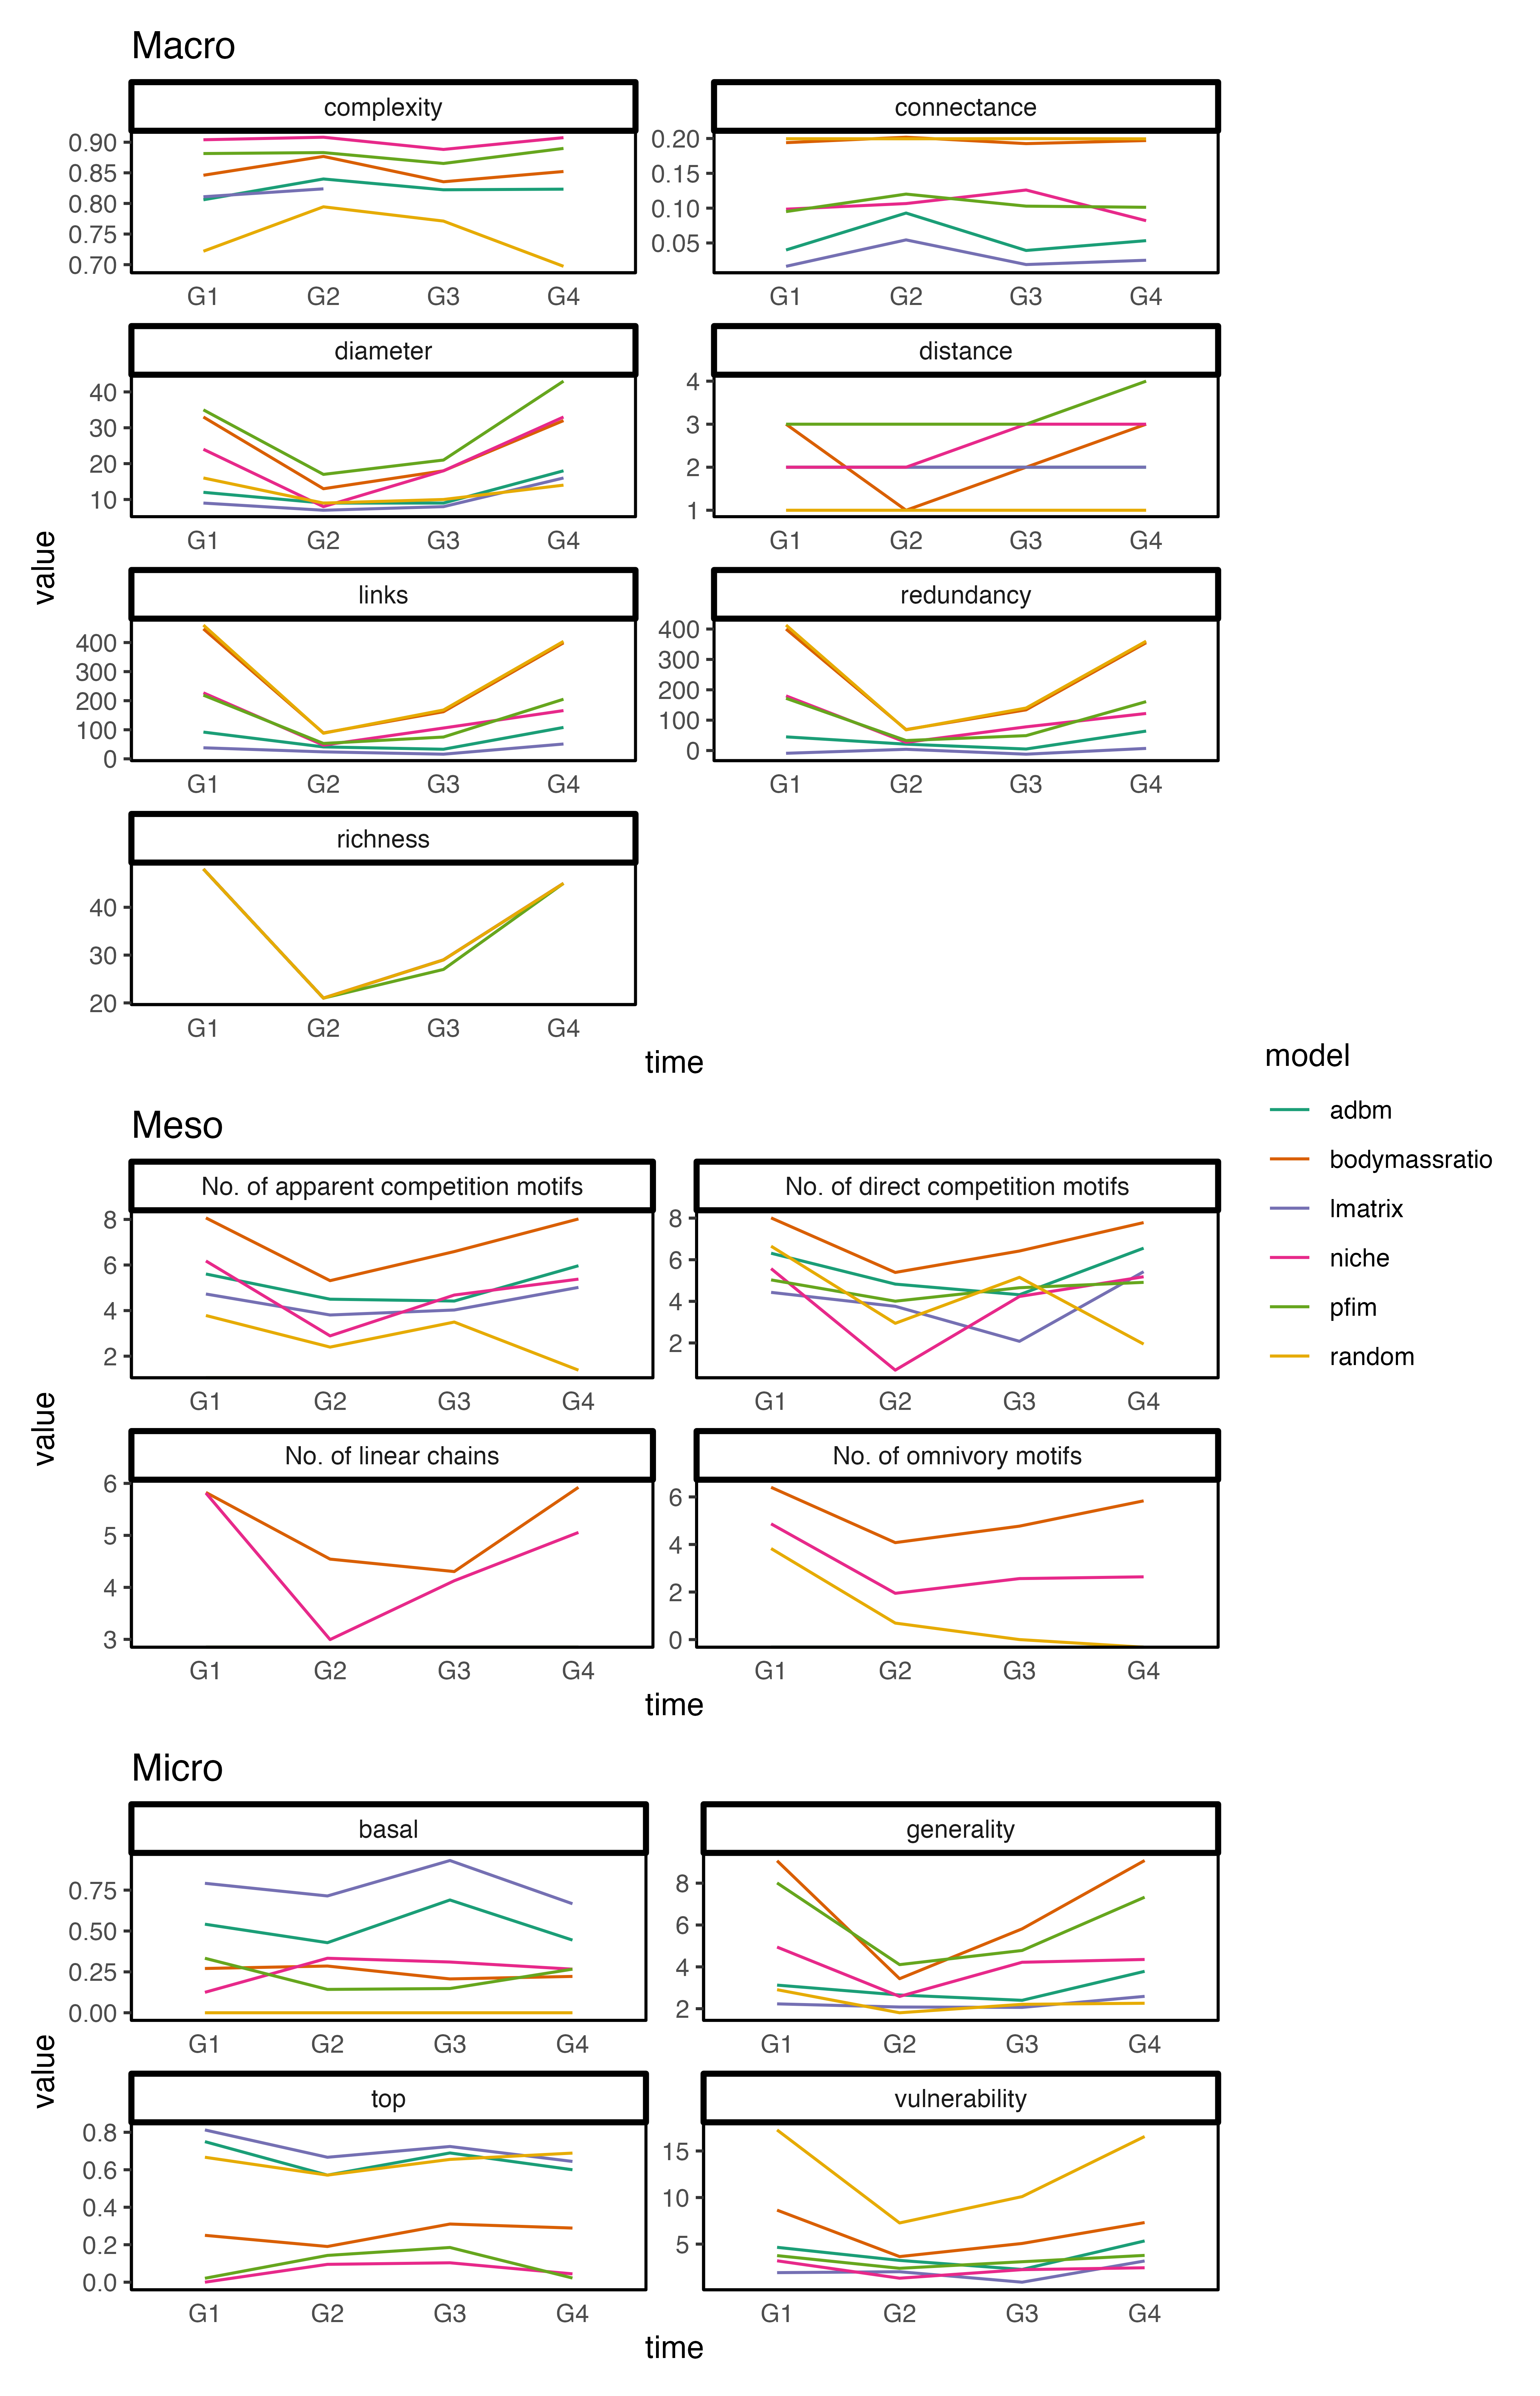 Macro
complexity
connectance
0.90
0.85
0.80
0.75
0.70
0.20
0.15
0.10
0.05
G1 G2 G3 G4
G1 G2 G3 G4
diameter
distance
40
30
20
10
4
3
2
1
G1 G2 G3 G4
G1 G2 G3 G4
value
links
redundancy
400
300
200
100
0
400
300
200
100
0
G1 G2 G3 G4
G1 G2 G3 G4
richness
40
30
20
G1 G2 G3 G4
time
model
adbm
bodymassratio
lmatrix
niche
pfim
random
Meso
No. of apparent competition motifs
No. of direct competition motifs
8
6
4
2
8
6
4
2
G1 G2 G3 G4
G1 G2 G3 G4
value
No. of linear chains
No. of omnivory motifs
6
5
4
3
6
4
2
0
G1 G2 G3 G4
G1 G2 G3 G4
time
Micro
basal
generality
0.75
0.50
0.25
0.00
8
6
4
2
G1 G2 G3 G4
G1 G2 G3 G4
value
top
vulnerability
0.8
0.6
0.4
0.2
0.0
15
10
5
G1 G2 G3 G4
G1 G2 G3 G4
time